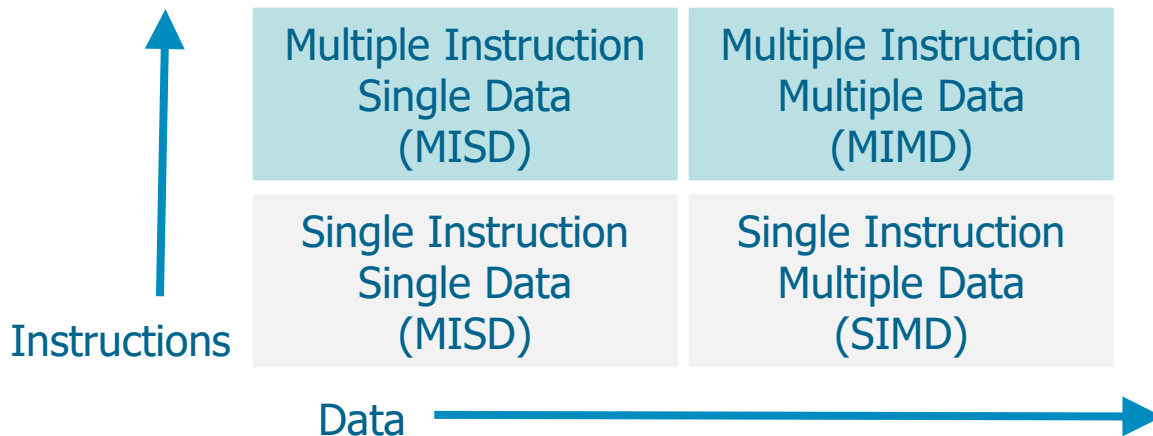 Multiple Instruction
Single Data
(MISD)
Multiple Instruction
Multiple Data
(MIMD)
Single Instruction
Single Data
(MISD)
Single Instruction
Multiple Data
(SIMD)
Instructions
Data